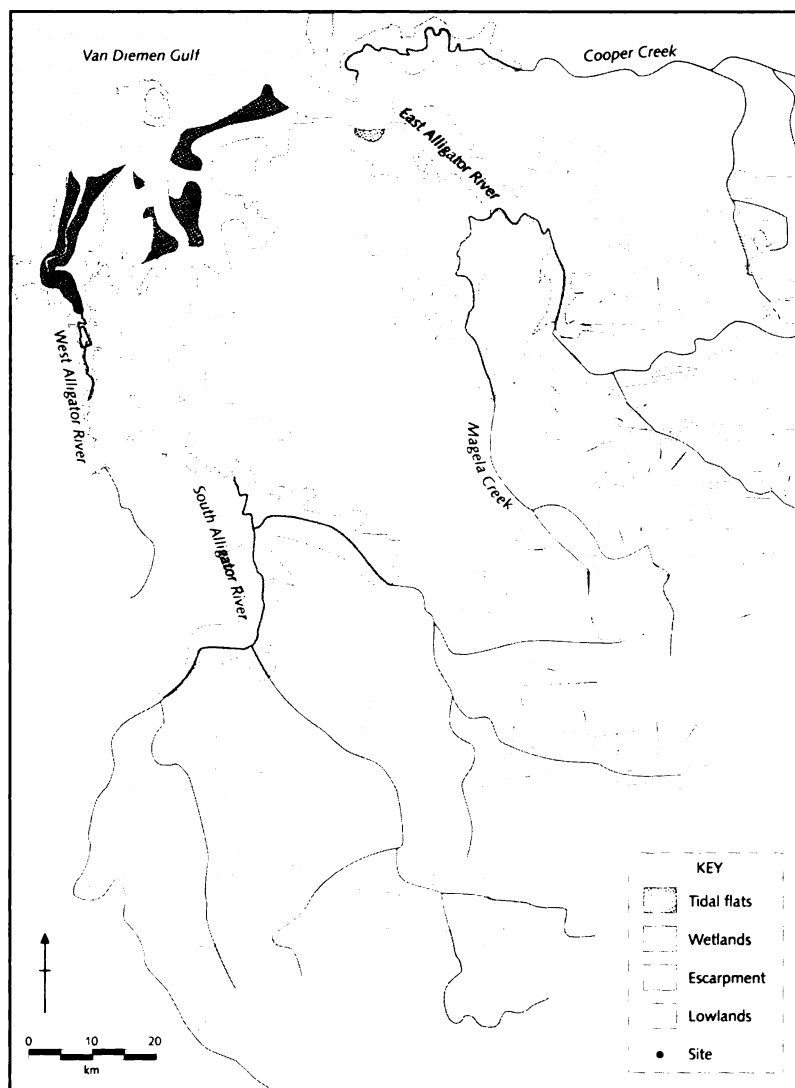 Van Diemen Gulf
Cooper Creek
East Alligator River
West Alligator River
Magela Creek
South Alligator River
KEY
Tidal flats
Wetlands
Escarpment
Lowlands
Site
0 10 20
km